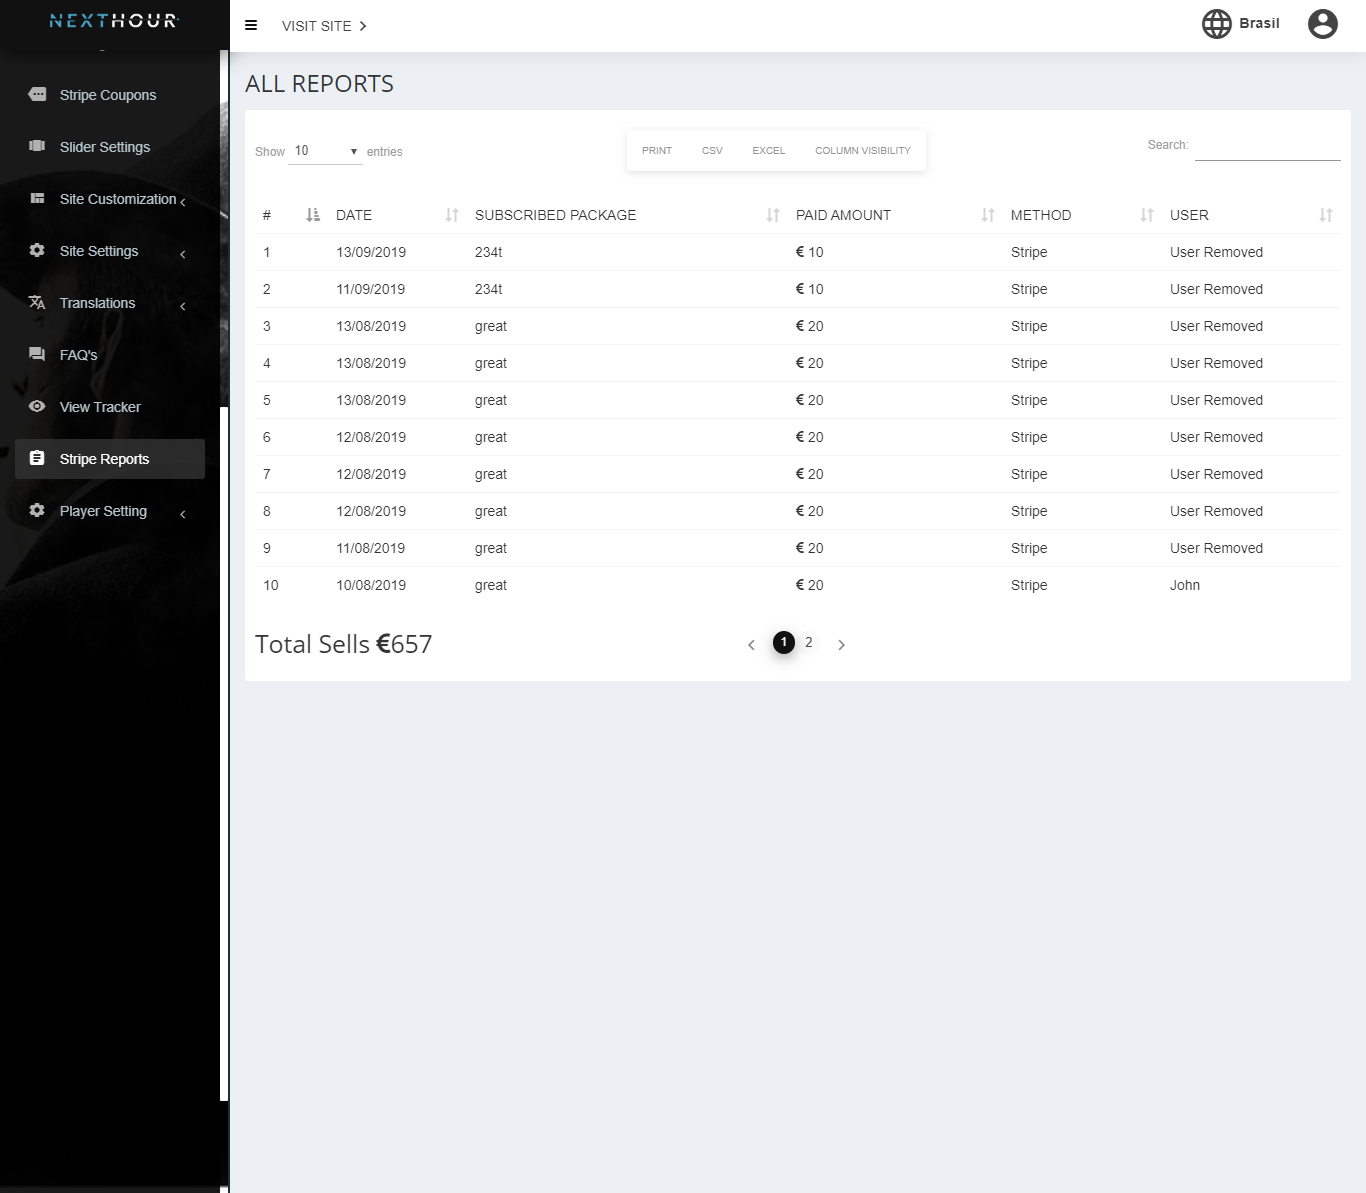 NEXTHOUR
VISIT SITE
Brasil
Stripe Coupons
Slider Settings
Site Customization
Site Settings
Translations
FAQ's
View Tracker
Stripe Reports
Player Setting
ALL REPORTS
Show 10 entries
PRINT CSV EXCEL COLUMN VISIBILITY
Search:
# DATE SUBSCRIBED PACKAGE PAID AMOUNT METHOD USER
1 13/09/2019 234t € 10 Stripe User Removed
2 11/09/2019 234t € 10 Stripe User Removed
3 13/08/2019 great € 20 Stripe User Removed
4 13/08/2019 great € 20 Stripe User Removed
5 13/08/2019 great € 20 Stripe User Removed
6 12/08/2019 great € 20 Stripe User Removed
7 12/08/2019 great € 20 Stripe User Removed
8 12/08/2019 great € 20 Stripe User Removed
9 11/08/2019 great € 20 Stripe User Removed
10 10/08/2019 great € 20 Stripe John
Total Sells €657
1 2